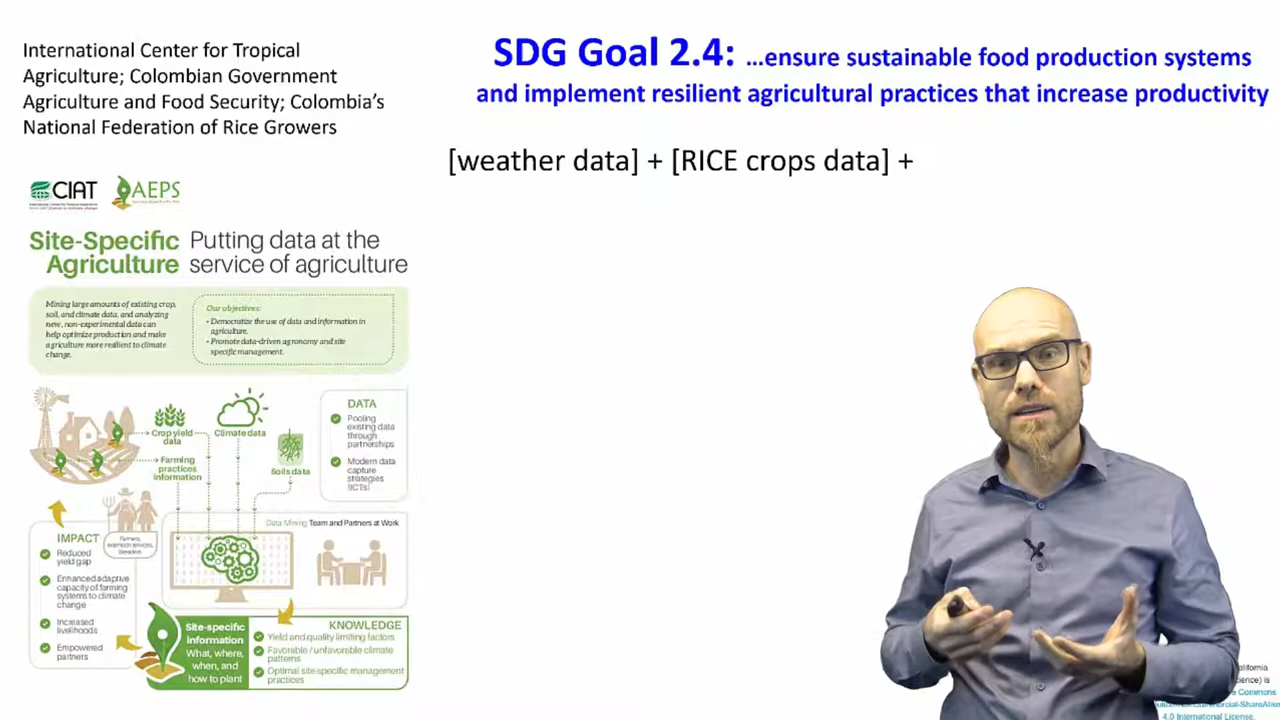 International Center for Tropical
Agriculture; Colombian Government
Agriculture and Food Security; Colombia's
National Federation of Rice Growers
SDG Goal 2.4: ...ensure sustainable food production systems
and implement resilient agricultural practices that increase productivity
[weather data] + [RICE crops data] +
CIAT
AEPS
Site-Specific
Agriculture
Putting data at the
service of agriculture
Mining large amounts of existing crop,
soil, and climate data, and analyzing
new, non-experimental data can
help optimize production and make
agriculture more resilient to climate
change.
Our objectives:
• Democratize the use of data and information in
agriculture.
• Promote data-driven agronomy and site
specific management.
Crop yield
data
Climate data
Farming
practices
information
Soils data
DATA
Pooling
existing data
through
partnerships
Modern data
capture
strategies
(ICTs)
Data Mining Team and Partners at Work
Farmers,
extension services,
breeders
IMPACT
Reduced
yield gap
Enhanced adaptive
capacity of farming
systems to climate
change
Increased
livelihoods
Empowered
partners
Site-specific
information
What, where,
when, and
how to plant
KNOWLEDGE
Yield and quality limiting factors
Favorable / unfavorable climate
patterns
Optimal site-specific management
practices
4.0 International License.